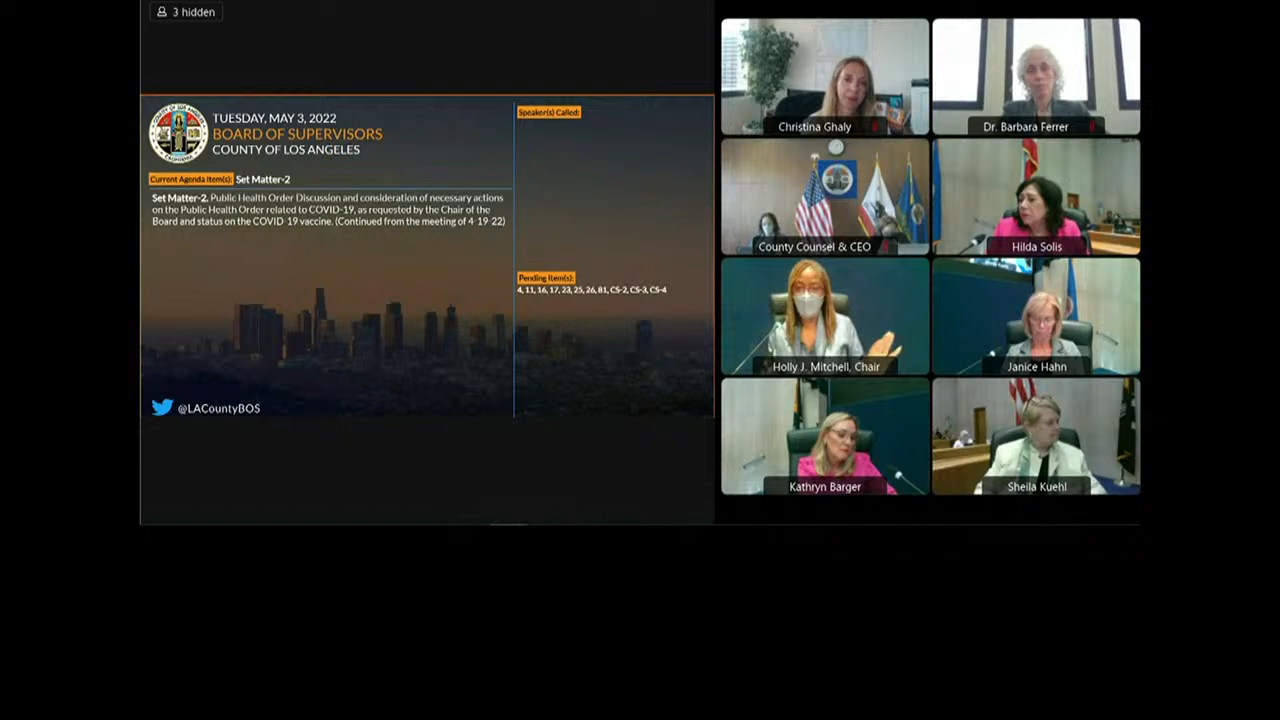 3 hidden
TUESDAY, MAY 3, 2022
BOARD OF SUPERVISORS
COUNTY OF LOS ANGELES
Current Agenda Item(s): Set Matter-2
Set Matter-2. Public Health Order Discussion and consideration of necessary actions
on the Public Health Order related to COVID-19, as requested by the Chair of the
Board and status on the COVID-19 vaccine. (Continued from the meeting of 4-19-22)
Speaker(s) Called:
Pending Item(s):
4, 11, 16, 17, 23, 25, 26, 81, CS-2, CS-3, CS-4
@LACountyBOS
Christina Ghaly
Dr. Barbara Ferrer
County Counsel & CEO
Hilda Solis
Holly J. Mitchell, Chair
Janice Hahn
Kathryn Barger
Sheila Kuehl